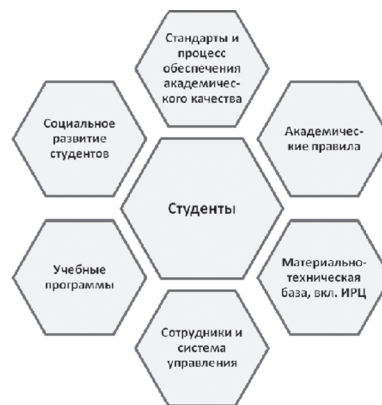 Стандарты и
процесс
обеспечения
академичес-
кого качества
Социальное
развитие
студентов
Академичес-
кие правила
Студенты
Учебные
программы
Материально-
техническая
база, вкл. ИРЦ
Сотрудники и
система
управления